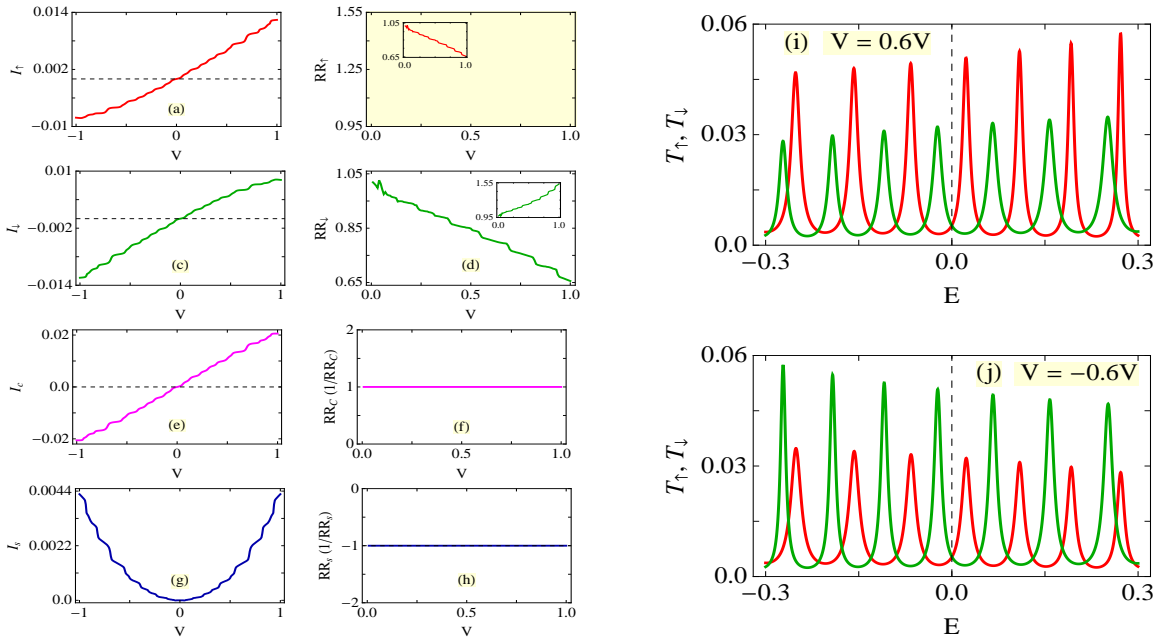 0.014
0.002
−0.01
I↑
(a)
−1
0
1
V
1.55
1.35
1.15
0.95
RR↑
1.05
0.65
0.0
1.0
0.0
0.5
1.0
V
0.01
−0.002
−0.014
I↓
(c)
−1
0
1
V
1.05
0.85
0.65
RR↓
1.55
0.95
0.0
1.0
(d)
0.0
0.5
1.0
V
0.02
0.0
−0.02
I_c
(e)
−1
0
1
V
2
1
0
RR_C (1/RR_C)
(f)
0.0
0.5
1.0
V
0.0044
0.0022
0.0
I_s
(g)
−1
0
1
V
0
−1
−2
RR_s (1/RR_s)
(h)
0.0
0.5
1.0
V
0.06
0.03
0.0
T↑, T↓
(i) V = 0.6V
−0.3
0.0
0.3
E
0.06
0.03
0.0
T↑, T↓
(j) V = −0.6V
−0.3
0.0
0.3
E